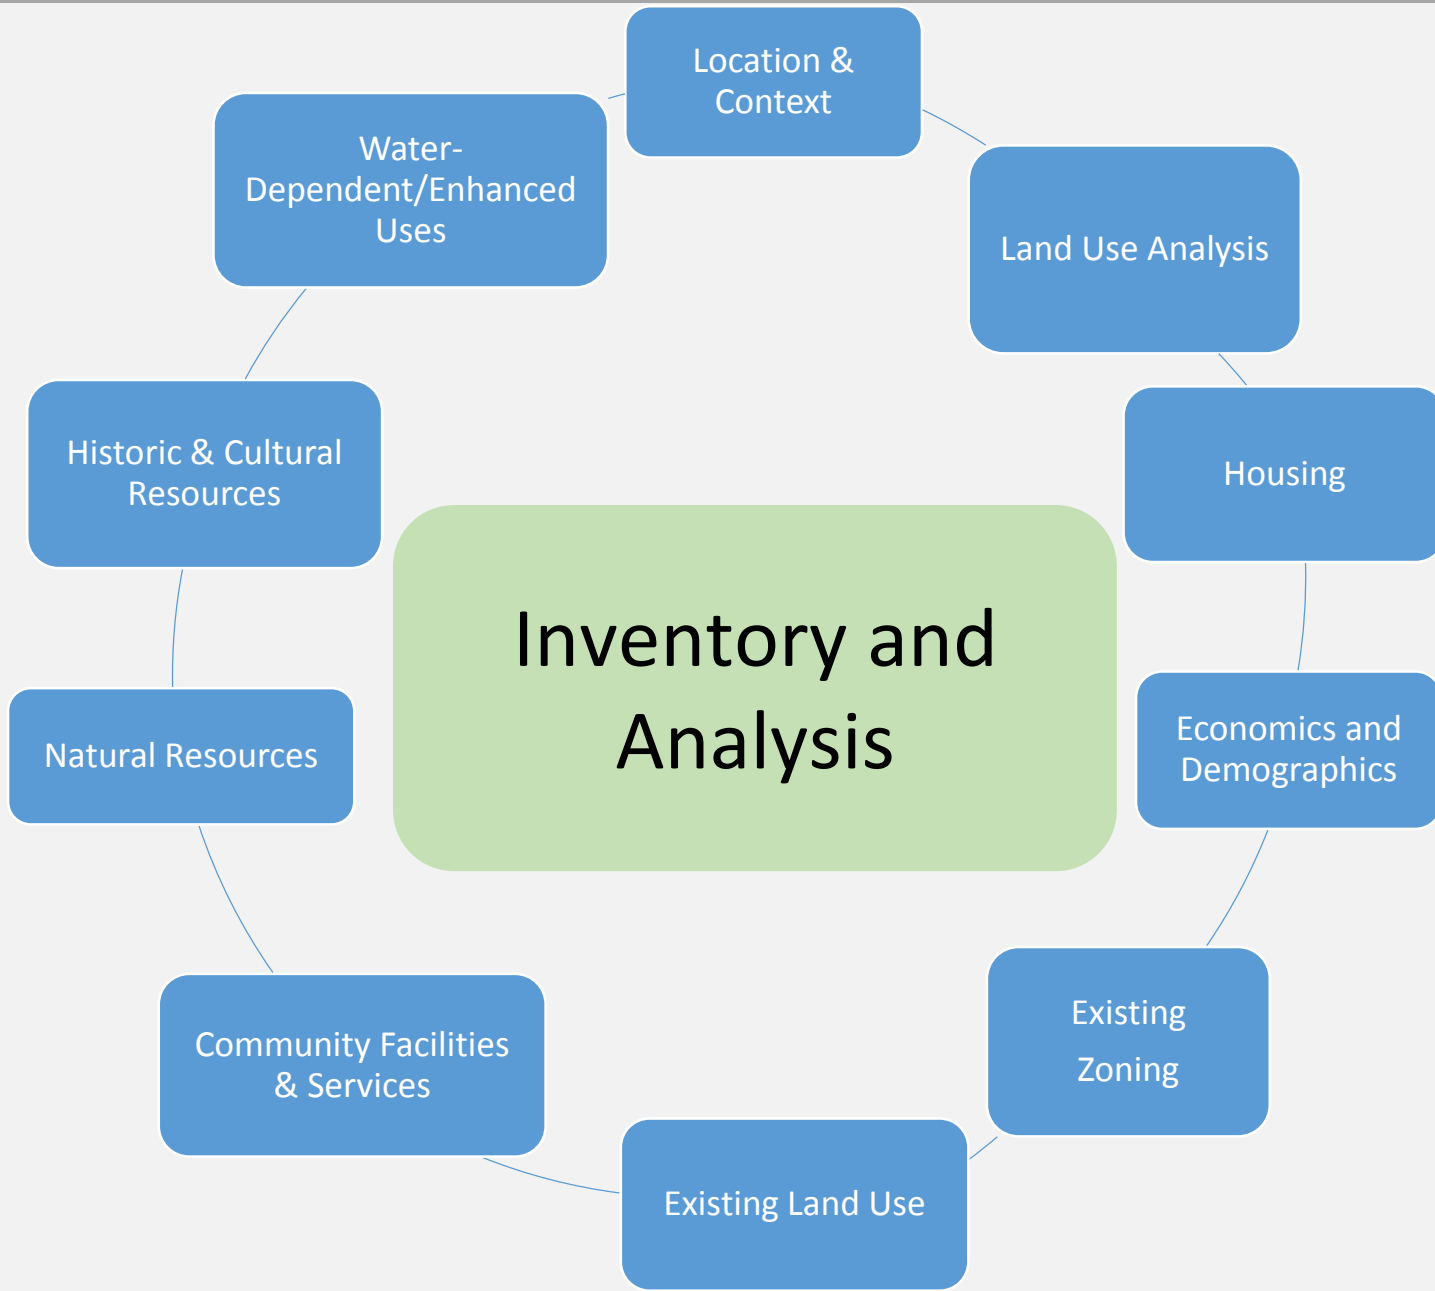 Location &
Context
Land Use Analysis
Housing
Economics and
Demographics
Existing
Zoning
Existing Land Use
Community Facilities
& Services
Natural Resources
Historic & Cultural
Resources
Water-
Dependent/Enhanced
Uses
Inventory and
Analysis